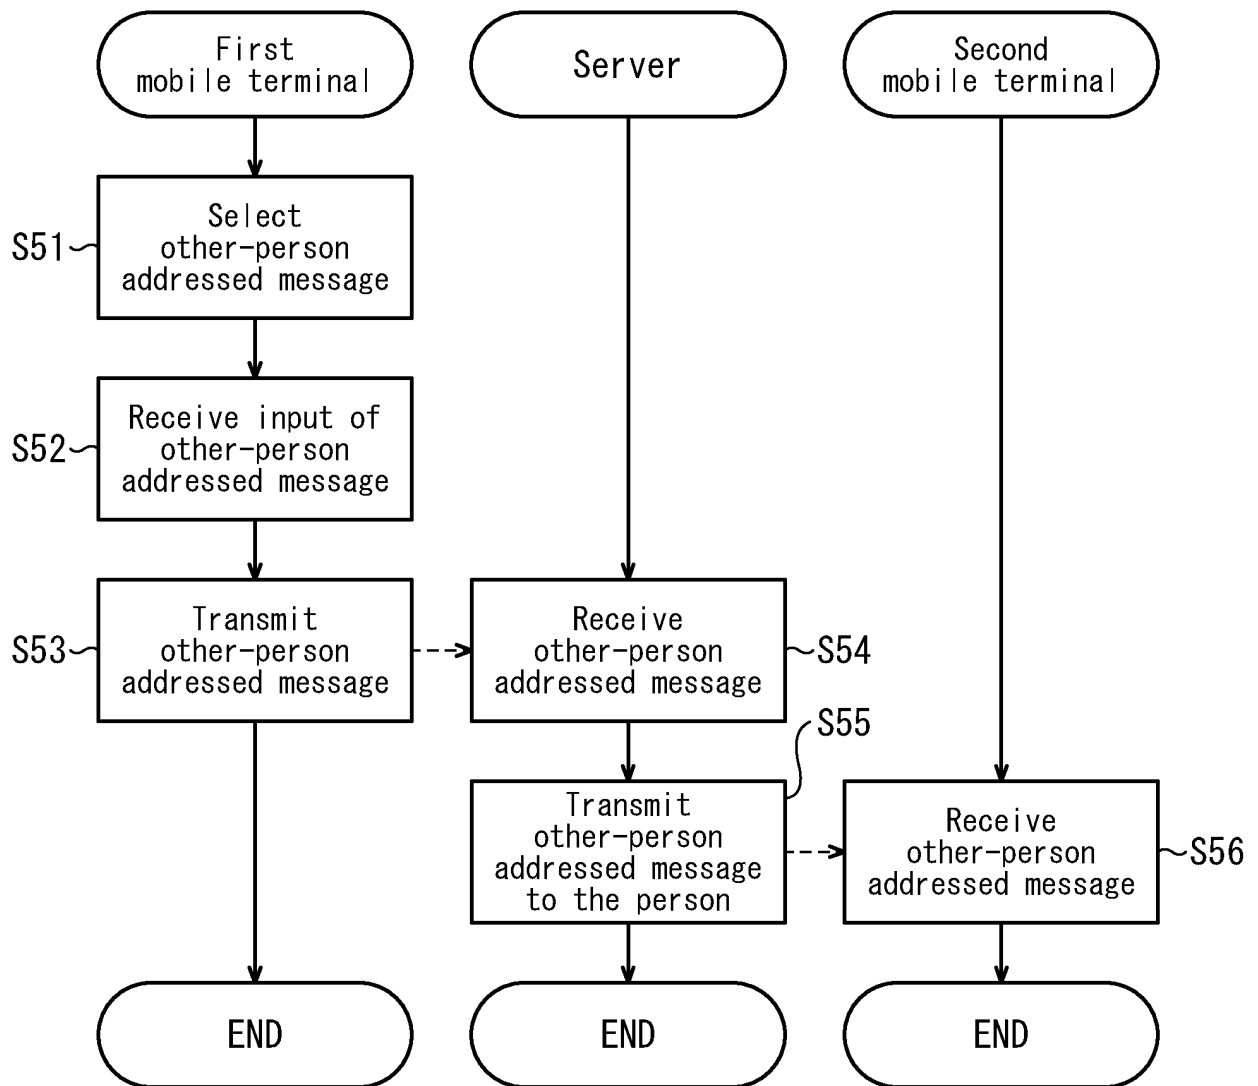 First
mobile terminal
Server
Second
mobile terminal
S51
Select
other-person
addressed message
S52
Receive input of
other-person
addressed message
S53
Transmit
other-person
addressed message
Receive
other-person
addressed message
S54
S55
Transmit
other-person
addressed message
to the person
Receive
other-person
addressed message
S56
END
END
END